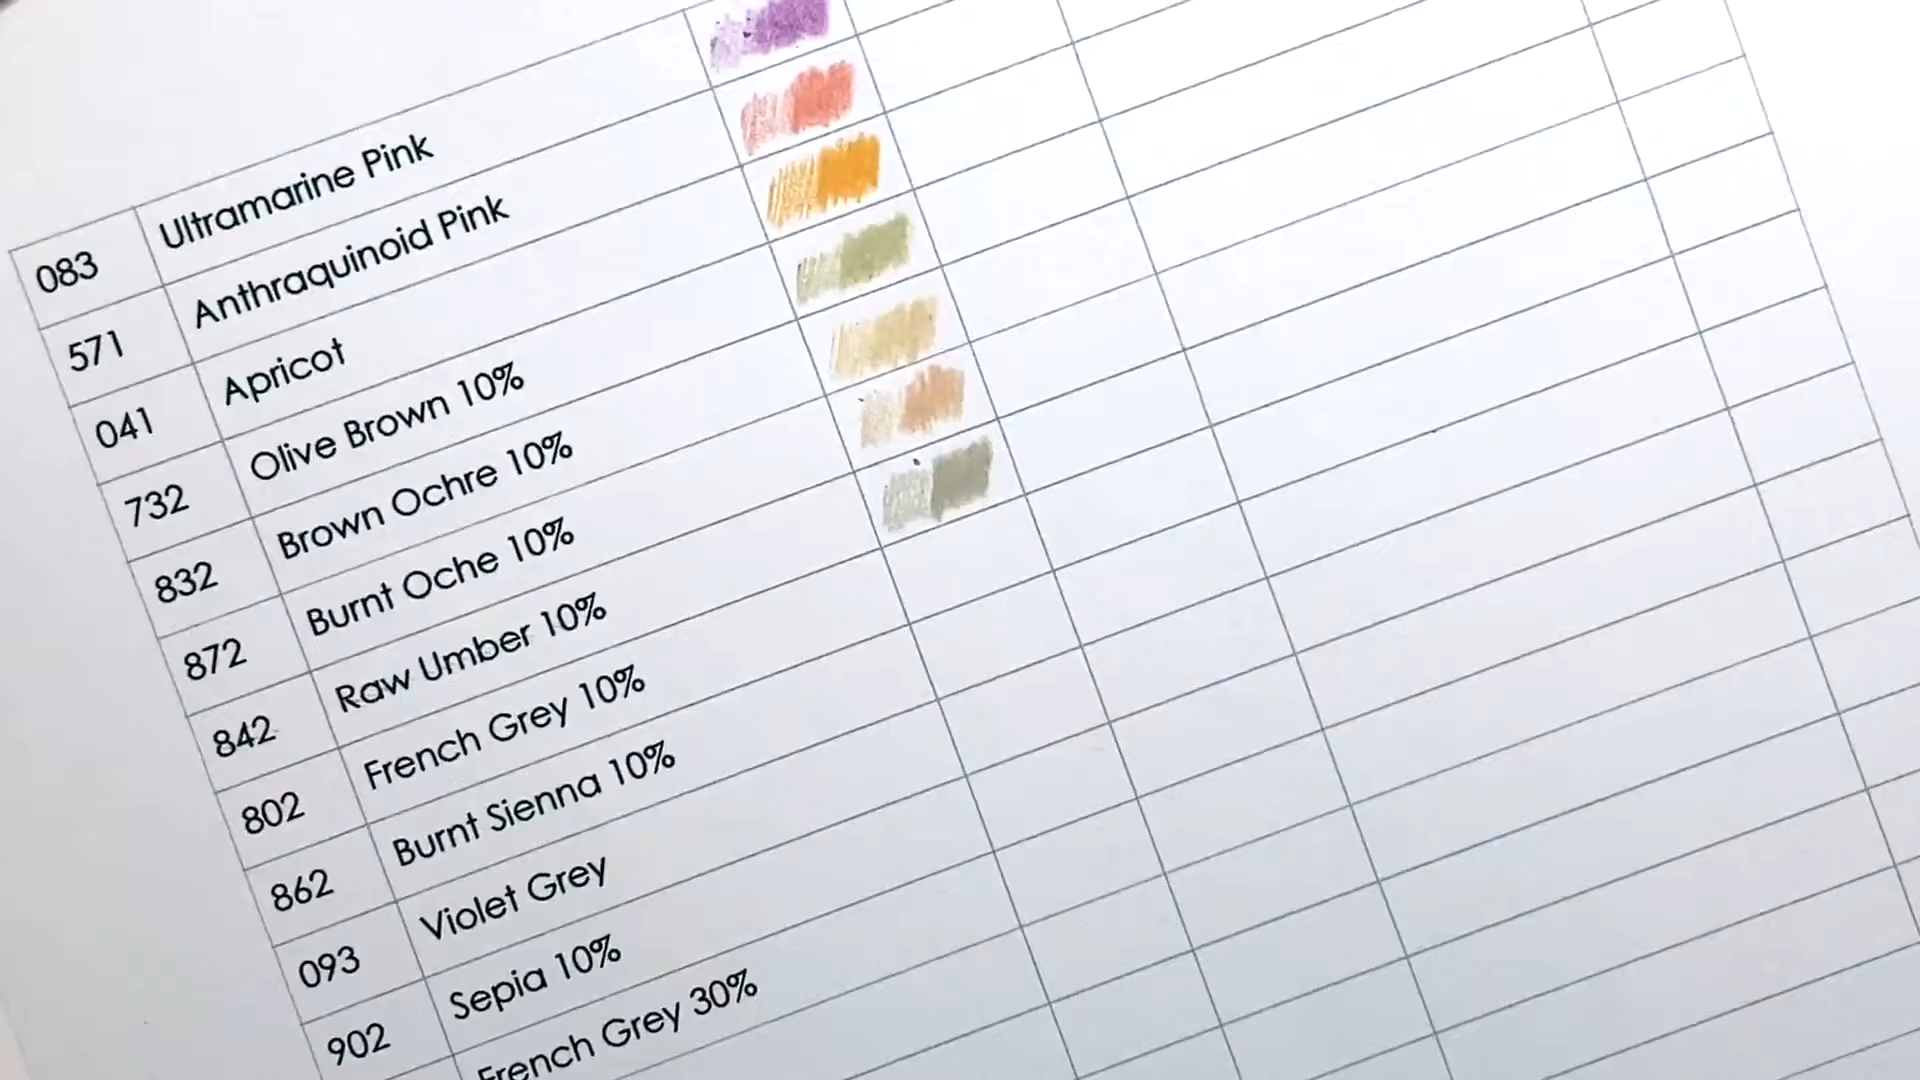 083 Ultramarine Pink
571 Anthraquinoid Pink
041 Apricot
732 Olive Brown 10%
832 Brown Ochre 10%
872 Burnt Oche 10%
842 Raw Umber 10%
802 French Grey 10%
862 Burnt Sienna 10%
093 Violet Grey
902 Sepia 10%
French Grey 30%